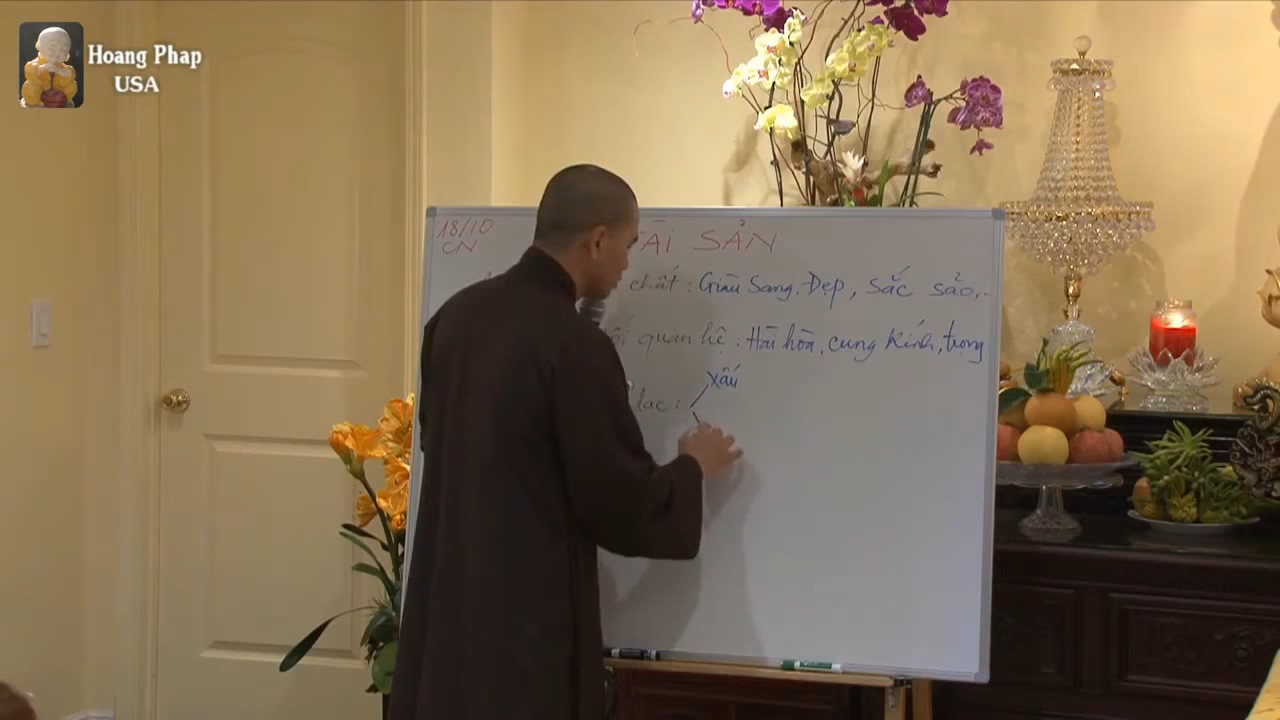 Hoang Phap
USA
18/10
CN
TÀI SẢN
chất: Giàu Sang, Đẹp, Sắc sảo,..
quan hệ: Hài hòa, cung kính, trọng
Xấu
lạc: